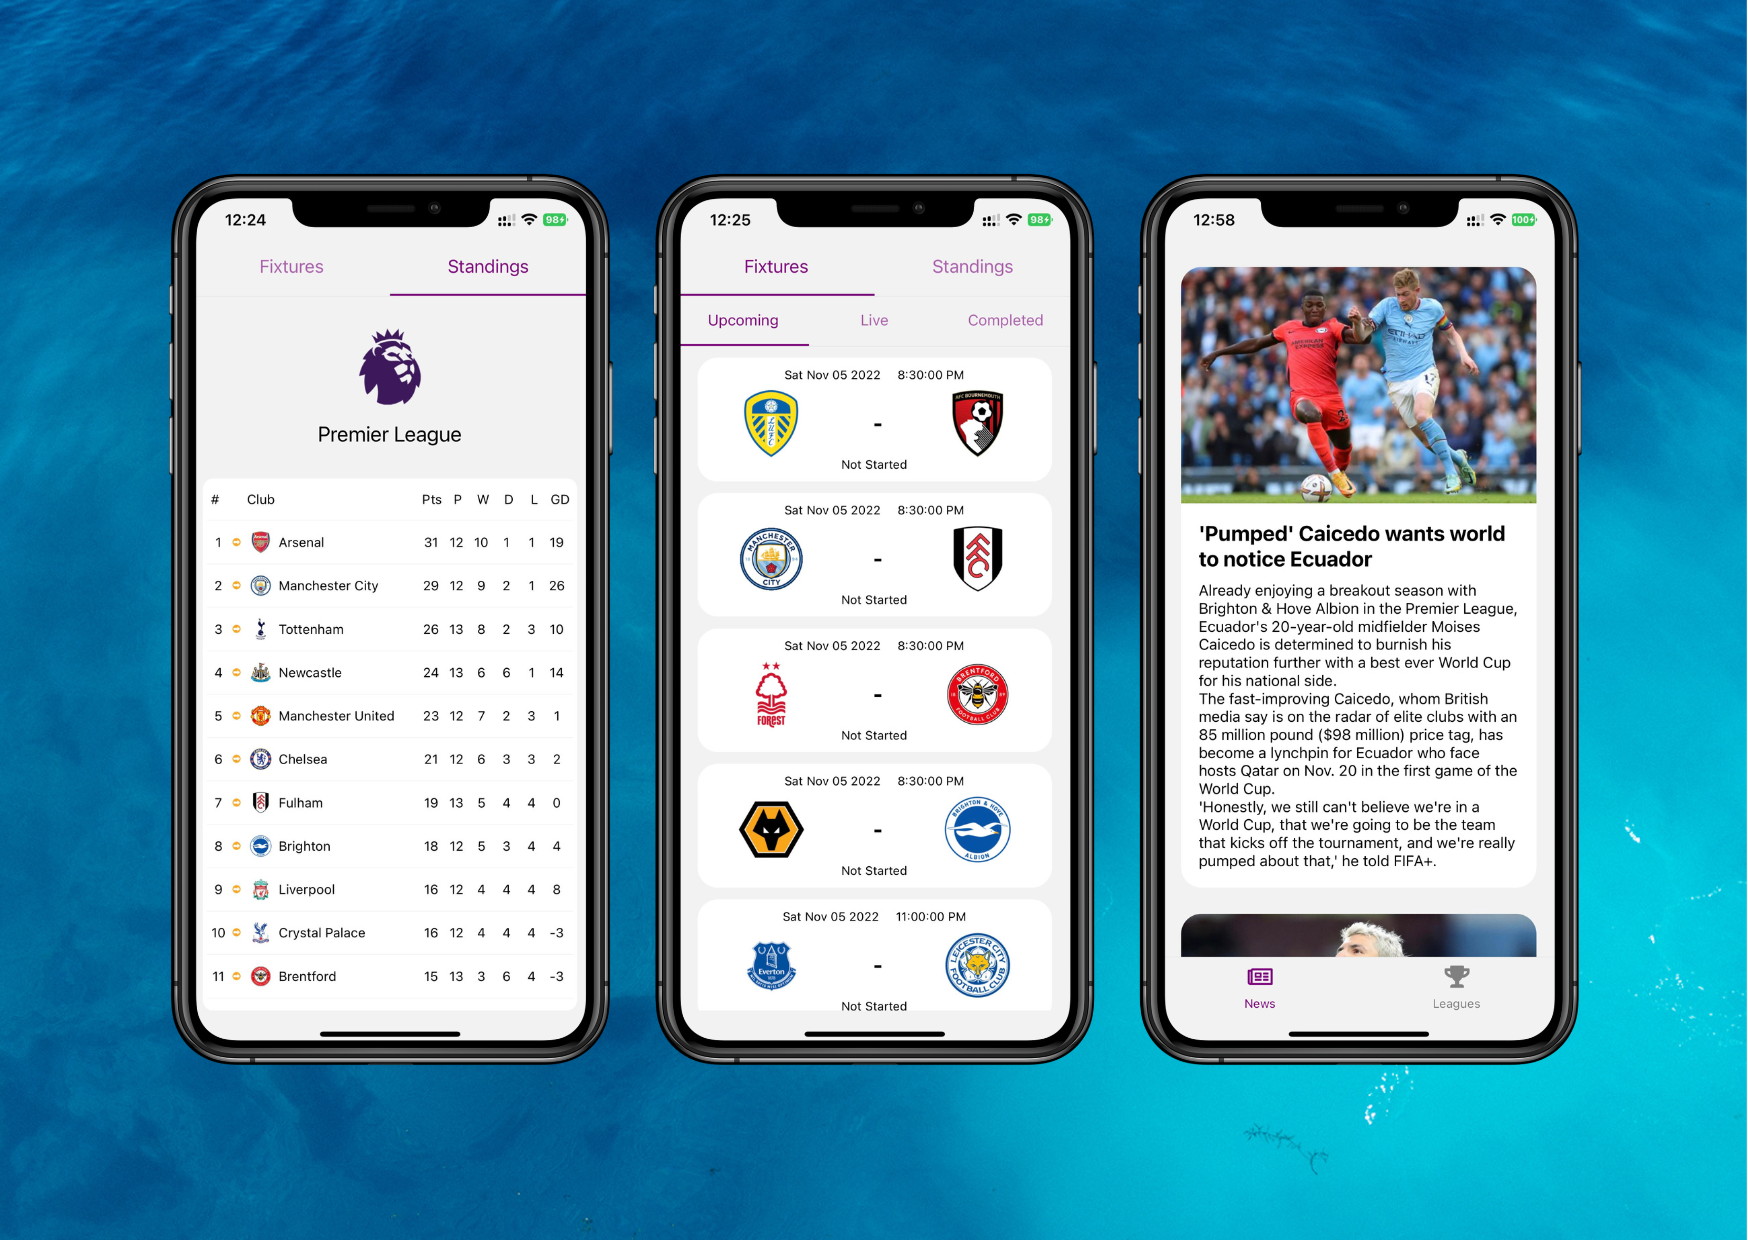 12:24
98
Fixtures Standings
Premier League
# Club Pts P W D L GD
1 Arsenal 31 12 10 1 1 19
2 Manchester City 29 12 9 2 1 26
3 Tottenham 26 13 8 2 3 10
4 Newcastle 24 13 6 6 1 14
5 Manchester United 23 12 7 2 3 1
6 Chelsea 21 12 6 3 3 2
7 Fulham 19 13 5 4 4 0
8 Brighton 18 12 5 3 4 4
9 Liverpool 16 12 4 4 4 8
10 Crystal Palace 16 12 4 4 4 -3
11 Brentford 15 13 3 6 4 -3
12:25
98
Fixtures Standings
Upcoming Live Completed
Sat Nov 05 2022 8:30:00 PM
LUFC
AFC BOURNEMOUTH
-
Not Started
Sat Nov 05 2022 8:30:00 PM
MANCHESTER CITY
FFC
-
Not Started
Sat Nov 05 2022 8:30:00 PM
FOREST
BRENTFORD FOOTBALL CLUB
-
Not Started
Sat Nov 05 2022 8:30:00 PM
BRIGHTON & HOVE ALBION
-
Not Started
Sat Nov 05 2022 11:00:00 PM
Everton
LEICESTER CITY FOOTBALL CLUB
-
Not Started
12:58
100
'Pumped' Caicedo wants world
to notice Ecuador
Already enjoying a breakout season with
Brighton & Hove Albion in the Premier League,
Ecuador's 20-year-old midfielder Moises
Caicedo is determined to burnish his
reputation further with a best ever World Cup
for his national side.
The fast-improving Caicedo, whom British
media say is on the radar of elite clubs with an
85 million pound ($98 million) price tag, has
become a lynchpin for Ecuador who face
hosts Qatar on Nov. 20 in the first game of the
World Cup.
'Honestly, we still can't believe we're in a
World Cup, that we're going to be the team
that kicks off the tournament, and we're really
pumped about that,' he told FIFA+.
News Leagues